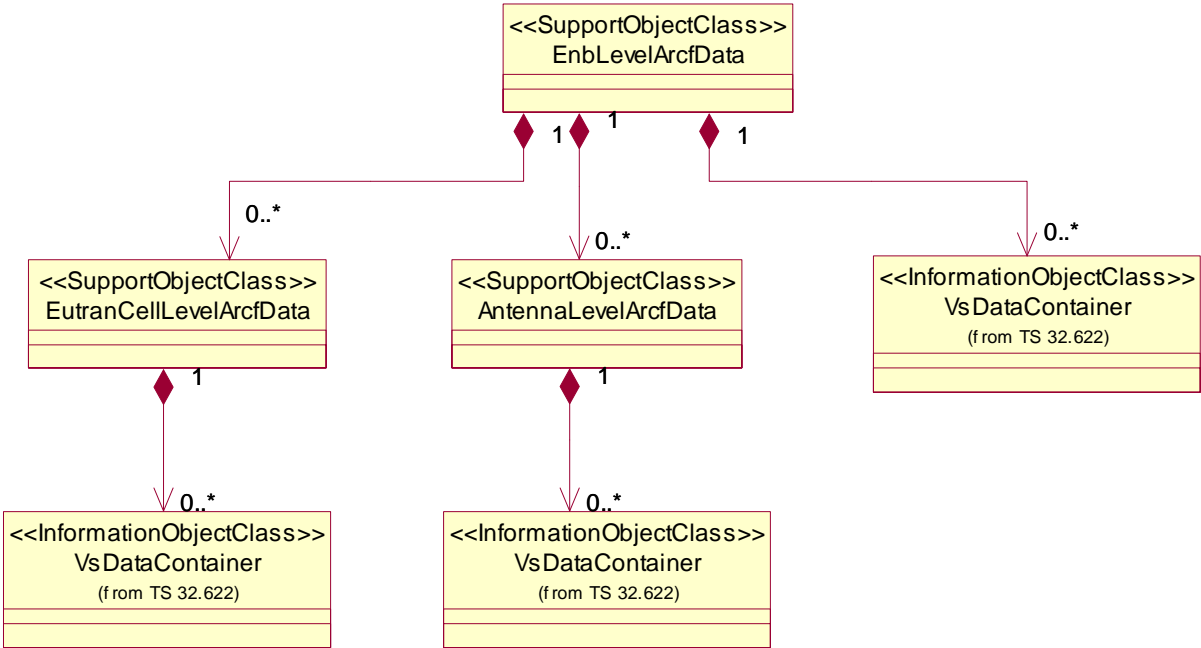 <<SupportObjectClass>>
EnbLevelArcfData
1
1
1
0..*
0..*
0..*
<<SupportObjectClass>>
EutranCellLevelArcfData
<<SupportObjectClass>>
AntennaLevelArcfData
<<InformationObjectClass>>
VsDataContainer
(from TS 32.622)
1
1
0..*
0..*
<<InformationObjectClass>>
VsDataContainer
(from TS 32.622)
<<InformationObjectClass>>
VsDataContainer
(from TS 32.622)